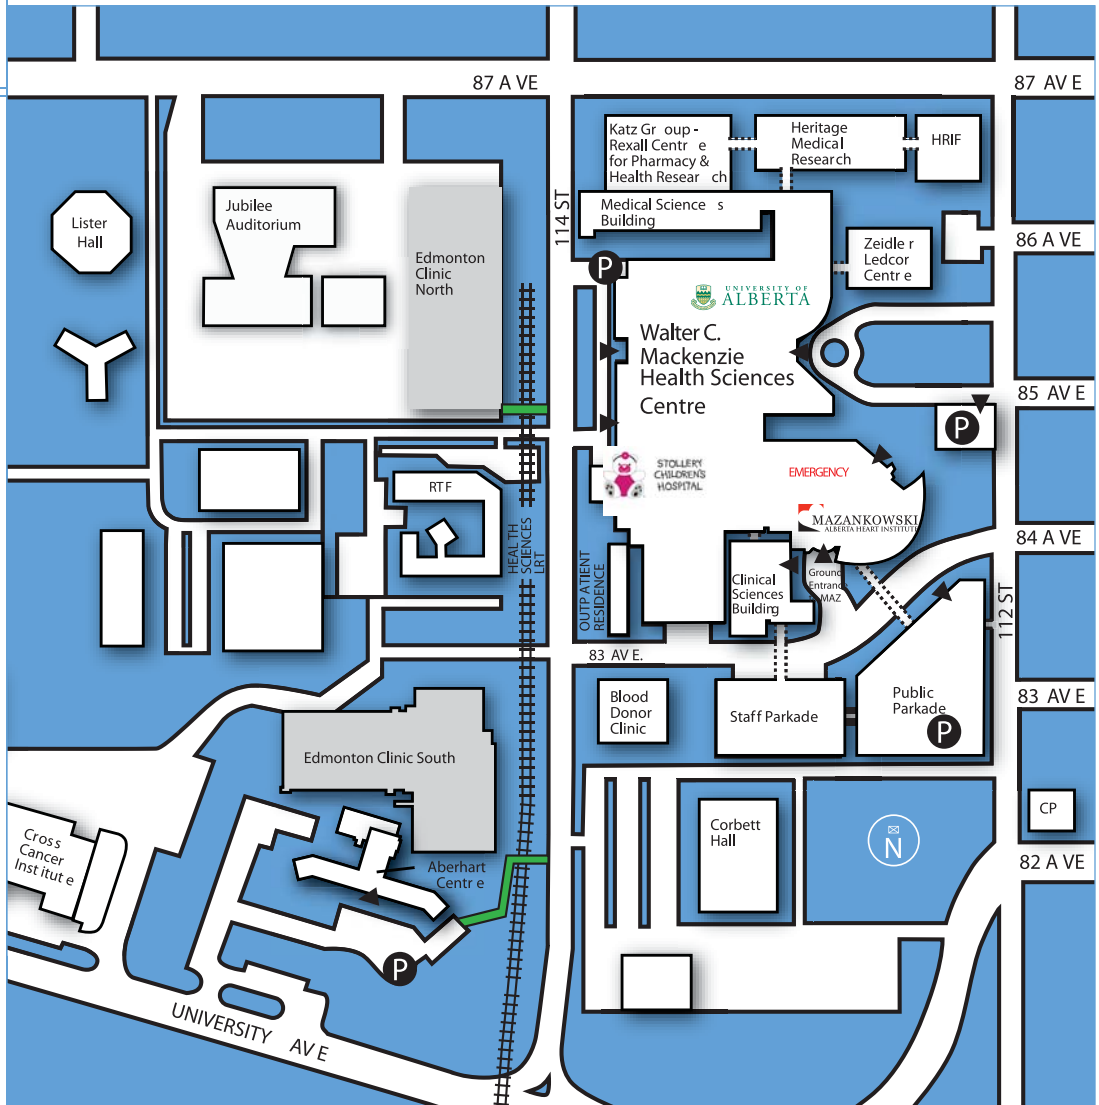 87 A VE
87 AV E
Katz Gr oup -
Rexall Centr e
for Pharmacy &
Health Resear ch
Heritage
Medical
Research
HRIF
Medical Science s
Building
114 ST
Lister
Hall
Jubilee
Auditorium
Edmonton
Clinic
North
Zeidle r
Ledcor
Centr e
86 A VE
P
UNIVERSITY OF
ALBERTA
Walter C.
Mackenzie
Health Sciences
Centre
85 AV E
P
STOLLERY
CHILDREN'S
HOSPITAL
EMERGENCY
MAZANKOWSKI
ALBERTA HEART INSTITUTE
RTF
HEAL TH
SCIENCES
LRT
84 A VE
OUTP ATIENT
RESIDENCE
Clinical
Sciences
Building
Ground
Entrance
MAZ
112 ST
83 AV E.
83 AV E
Blood
Donor
Clinic
Staff Parkade
Public
Parkade
P
Edmonton Clinic South
Cross
Cancer
Inst itut e
Aberhart
Centr e
Corbett
Hall
N
CP
82 A VE
P
UNIVERSITY AV E